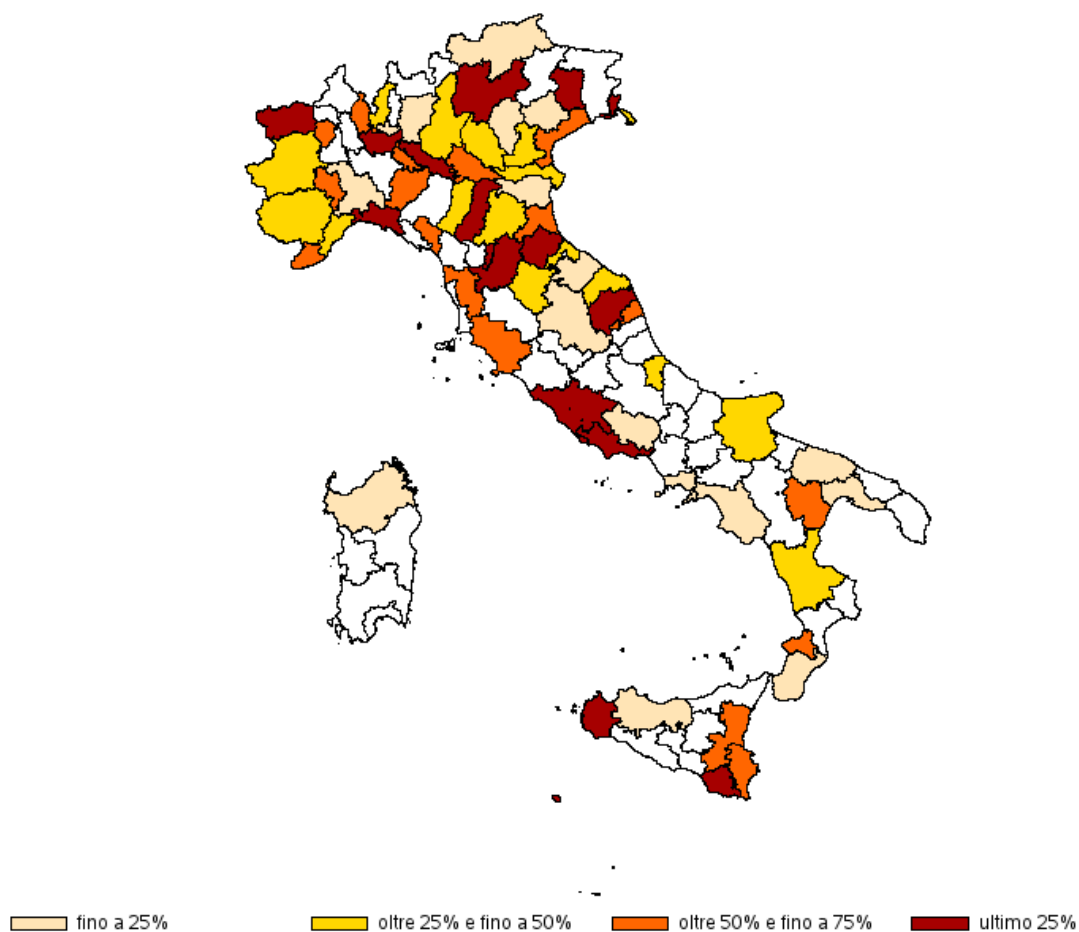 fino a 25%
oltre 25% e fino a 50%
oltre 50% e fino a 75%
ultimo 25%